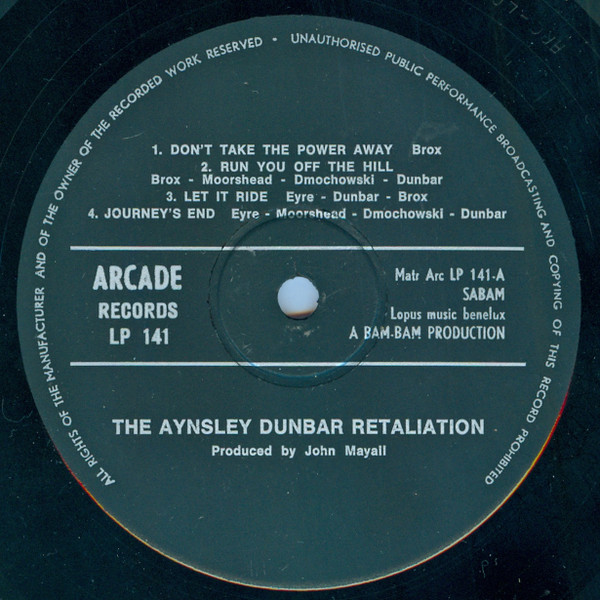 ALL RIGHTS OF THE MANUFACTURER AND OF THE OWNER OF THE RECORDED WORK RESERVED • UNAUTHORISED PUBLIC PERFORMANCE BROADCASTING AND COPYING OF THIS RECORD PROHIBITED
1. DON'T TAKE THE POWER AWAY Brox
2. RUN YOU OFF THE HILL
Brox - Moorshead - Dmochowski - Dunbar
3. LET IT RIDE Eyre - Dunbar - Brox
4. JOURNEY'S END Eyre - Moorshead - Dmochowski - Dunbar
ARCADE
RECORDS
LP 141
Matr Arc LP 141-A
SABAM
Lopus music benelux
A BAM-BAM PRODUCTION
THE AYNSLEY DUNBAR RETALIATION
Produced by John Mayall